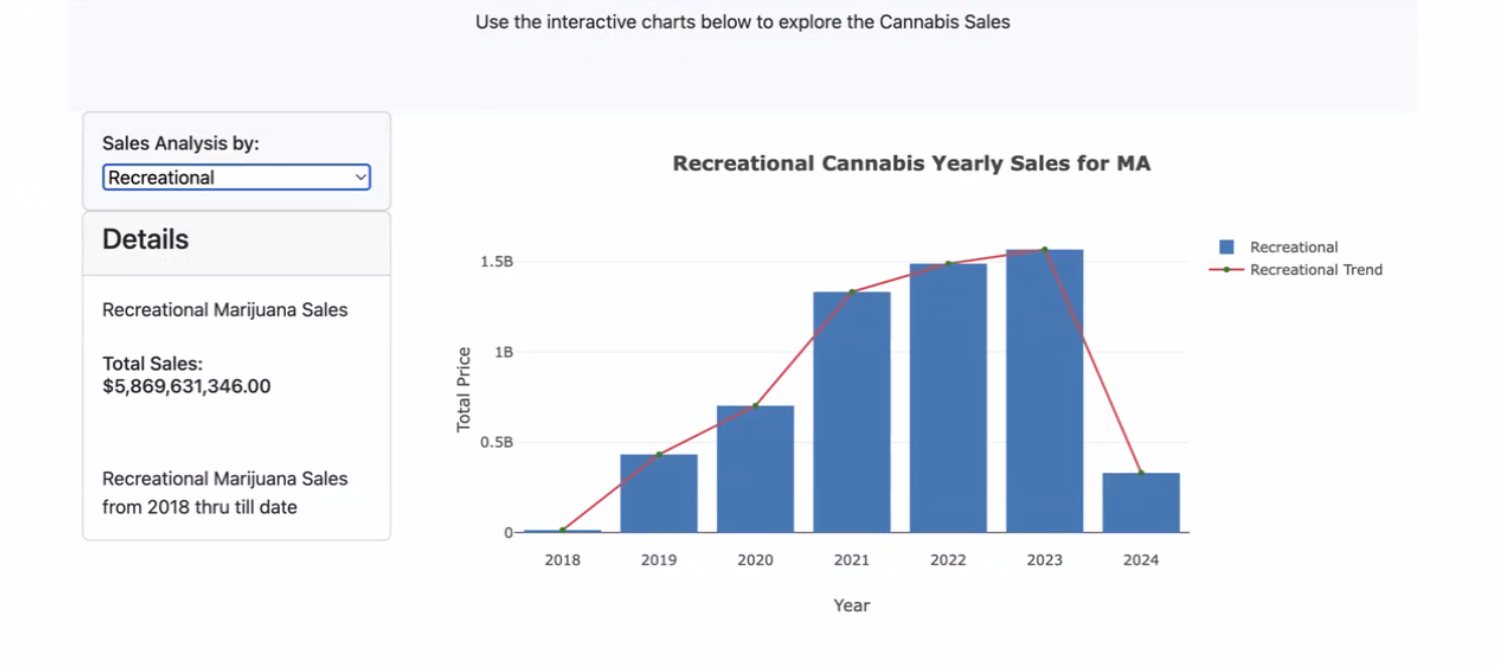 Use the interactive charts below to explore the Cannabis Sales
Sales Analysis by:
Recreational
Details
Recreational Marijuana Sales
Total Sales:
$5,869,631,346.00
Recreational Marijuana Sales
from 2018 thru till date
Recreational Cannabis Yearly Sales for MA
Recreational
Recreational Trend
1.5B
1B
0.5B
0
Total Price
2018 2019 2020 2021 2022 2023 2024
Year